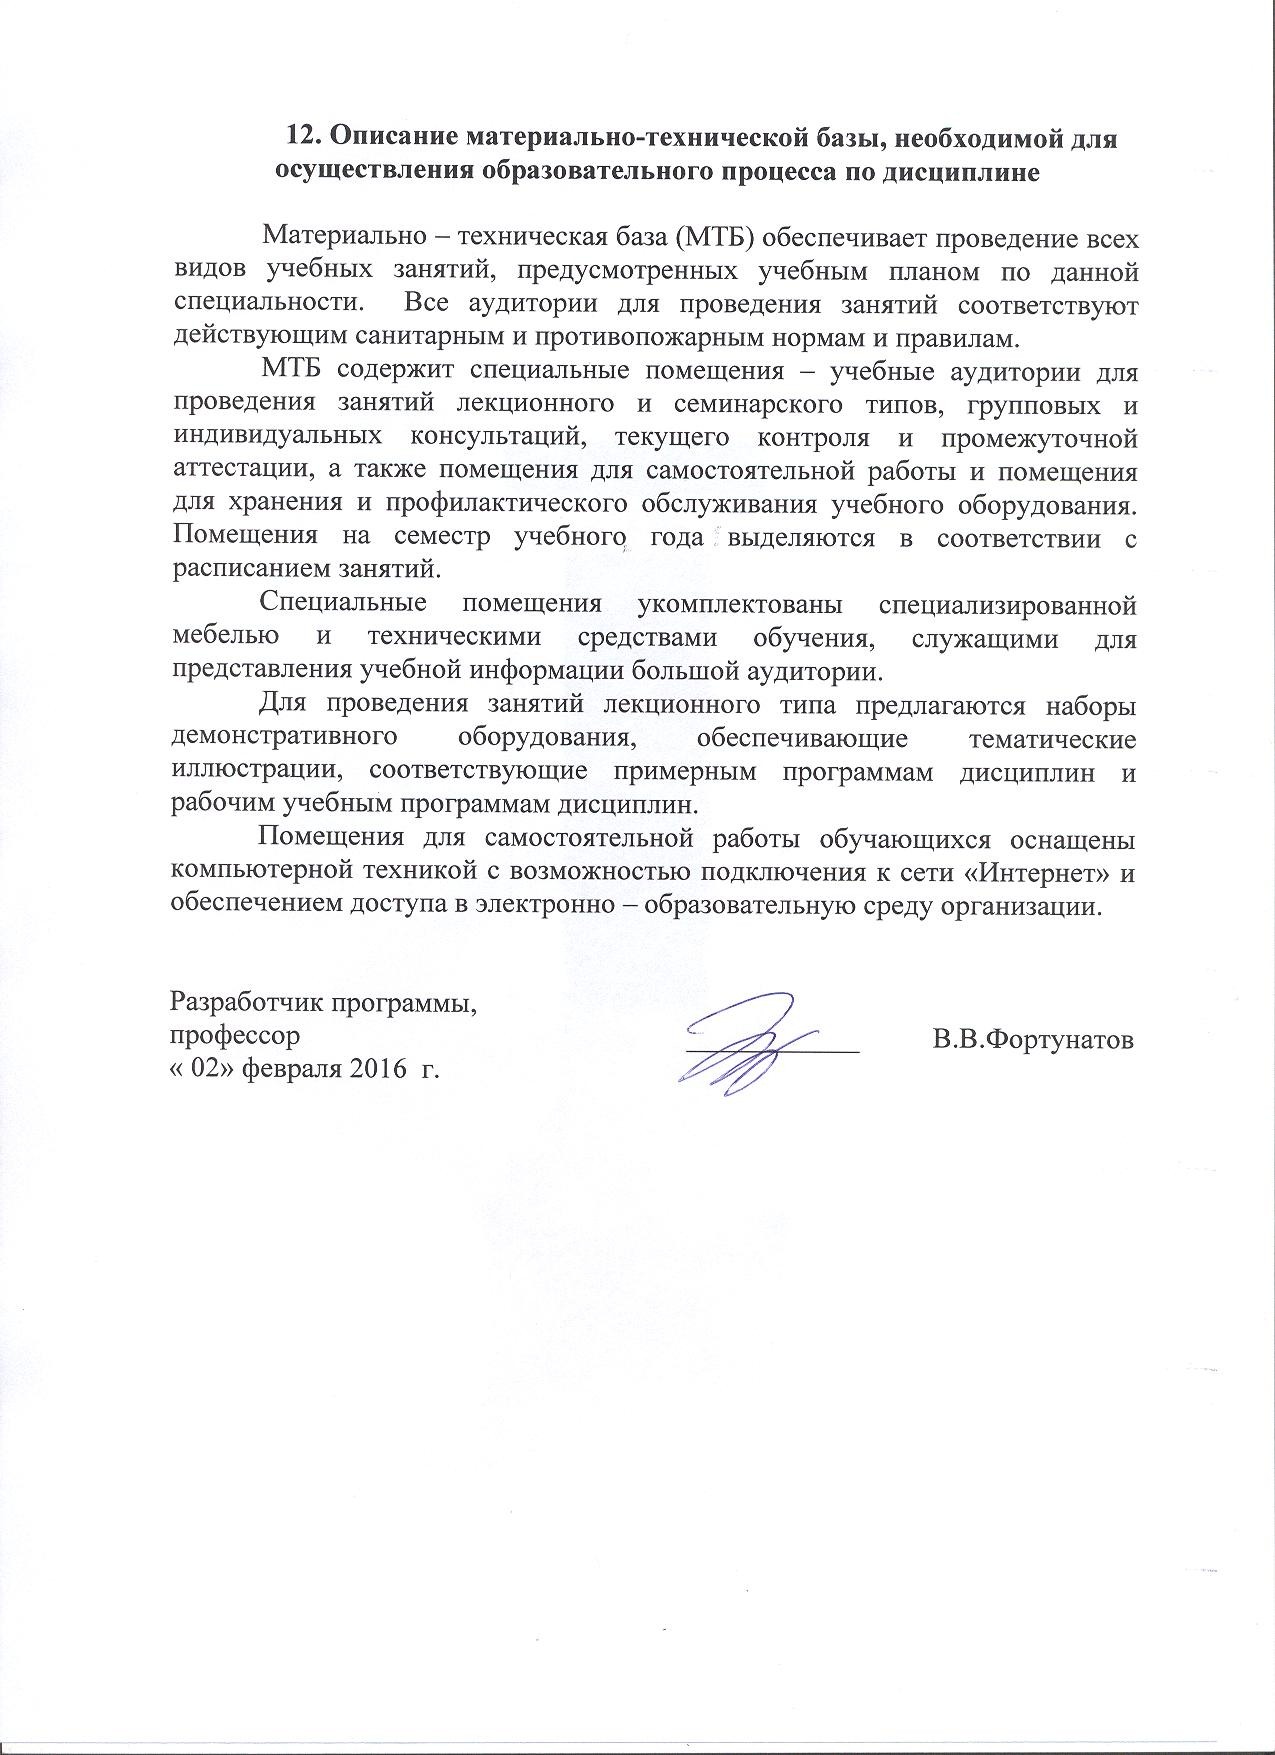 12. Описание материально-технической базы, необходимой для
осуществления образовательного процесса по дисциплине
Материально – техническая база (МТБ) обеспечивает проведение всех
видов учебных занятий, предусмотренных учебным планом по данной
специальности. Все аудитории для проведения занятий соответствуют
действующим санитарным и противопожарным нормам и правилам.
МТБ содержит специальные помещения – учебные аудитории для
проведения занятий лекционного и семинарского типов, групповых и
индивидуальных консультаций, текущего контроля и промежуточной
аттестации, а также помещения для самостоятельной работы и помещения
для хранения и профилактического обслуживания учебного оборудования.
Помещения на семестр учебного года выделяются в соответствии с
расписанием занятий.
Специальные помещения укомплектованы специализированной
мебелью и техническими средствами обучения, служащими для
представления учебной информации большой аудитории.
Для проведения занятий лекционного типа предлагаются наборы
демонстративного оборудования, обеспечивающие тематические
иллюстрации, соответствующие примерным программам дисциплин и
рабочим учебным программам дисциплин.
Помещения для самостоятельной работы обучающихся оснащены
компьютерной техникой с возможностью подключения к сети «Интернет» и
обеспечением доступа в электронно – образовательную среду организации.
Разработчик программы,
профессор ____________ В.В.Фортунатов
« 02» февраля 2016 г.